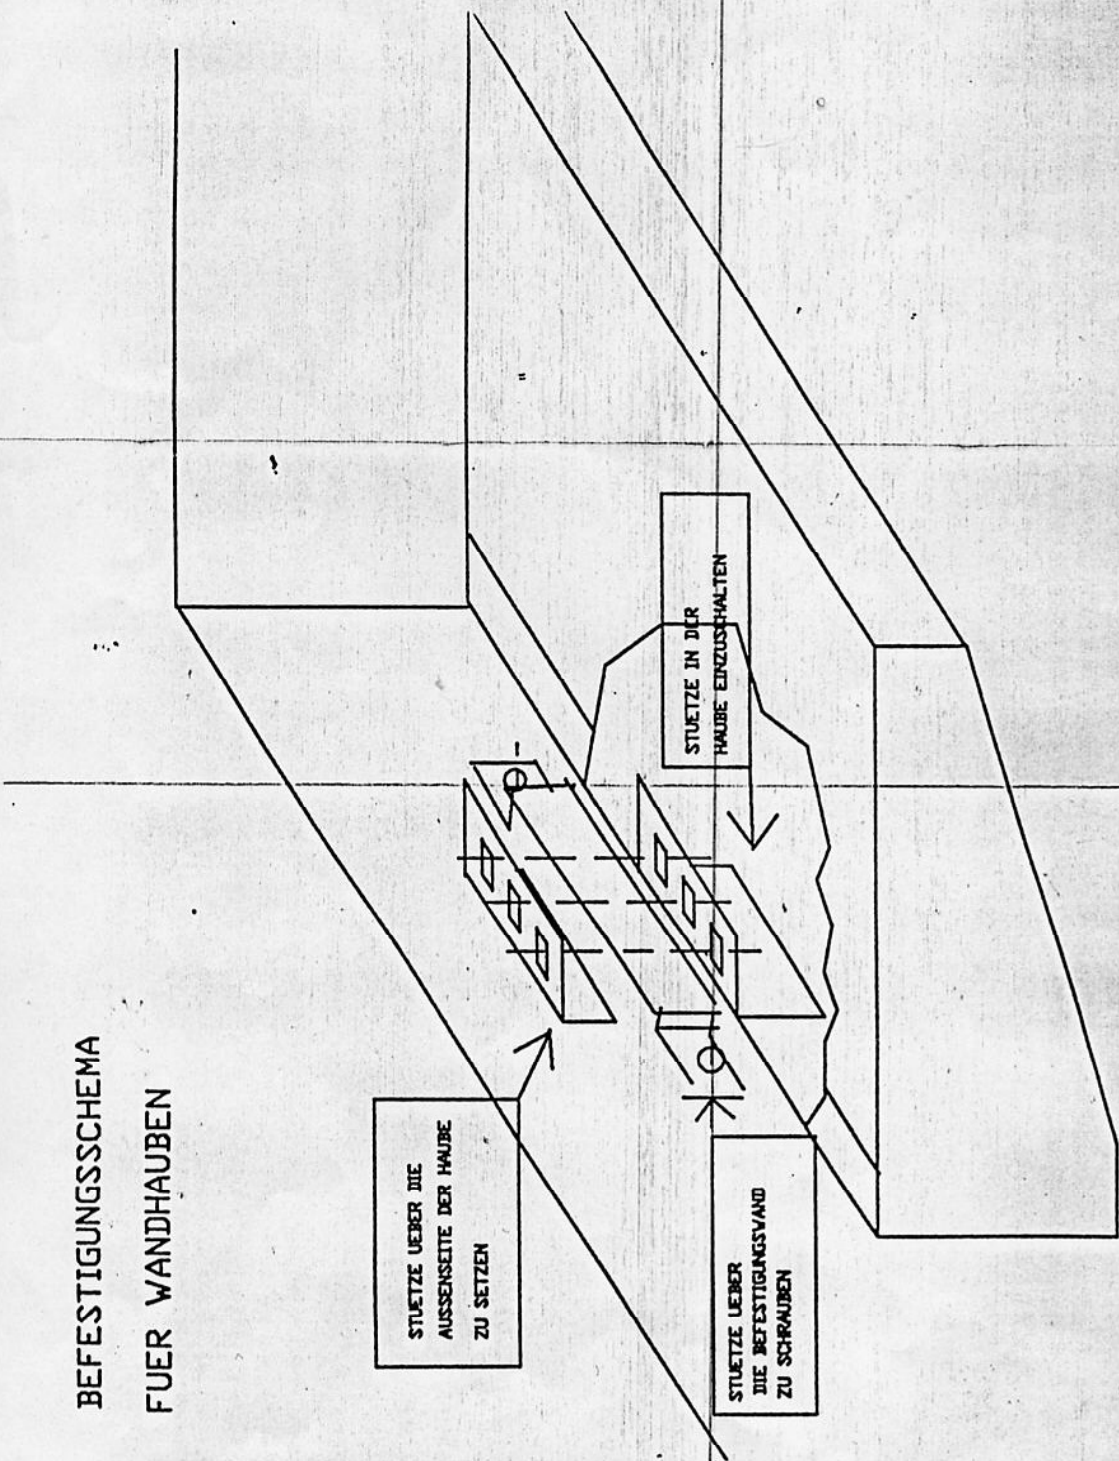 BEFESTIGUNGSSCHEMA
FUER WANDHAUBEN
STUETZE UEBER DIE
AUSSENSEITE DER HAUBE
ZU SETZEN
STUETZE UEBER
DIE BEFESTIGUNGSWAND
ZU SCHRAUBEN
STUETZE IN DER
HAUBE EINZUSCHALTEN